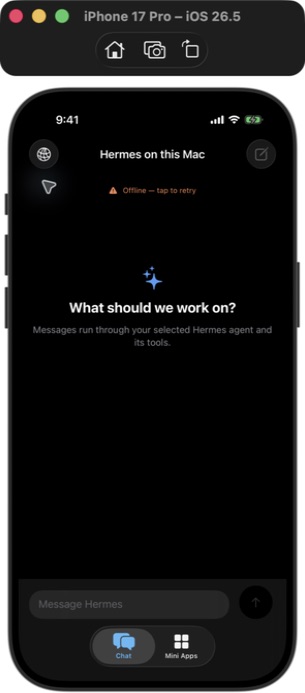 iPhone 17 Pro – iOS 26.5
9:41
Hermes on this Mac
Offline — tap to retry
What should we work on?
Messages run through your selected Hermes agent and
its tools.
Message Hermes
Chat
Mini Apps